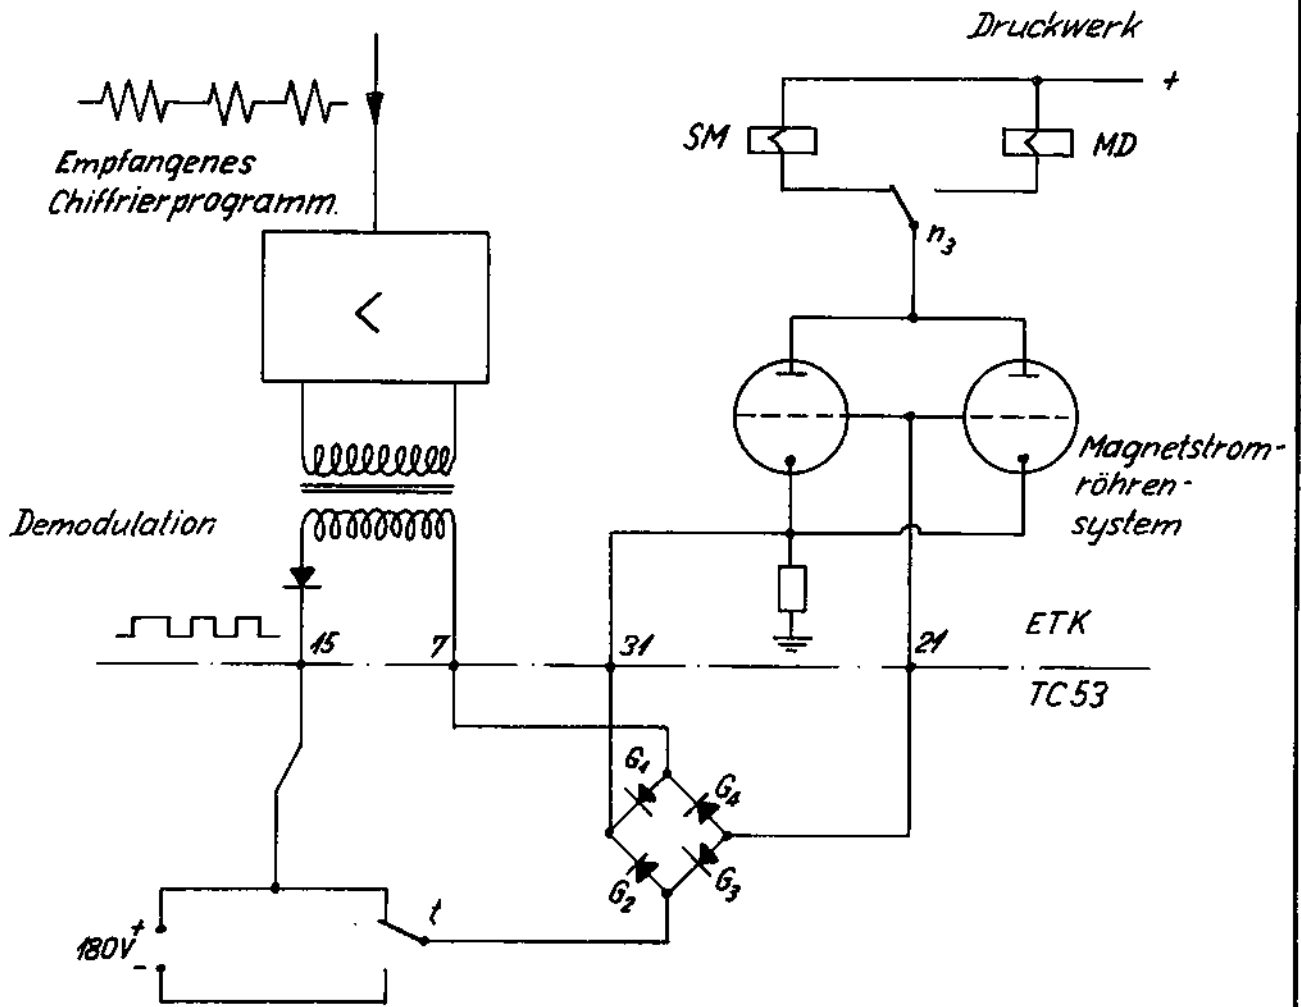 Druckwerk
+
SM
MD
Empfangenes
Chiffrierprogramm.
n3
<
Magnetstrom-
röhren-
system
Demodulation
15
7
31
21
ETK
TC 53
G1
G4
G2
G3
t
+
180V
-